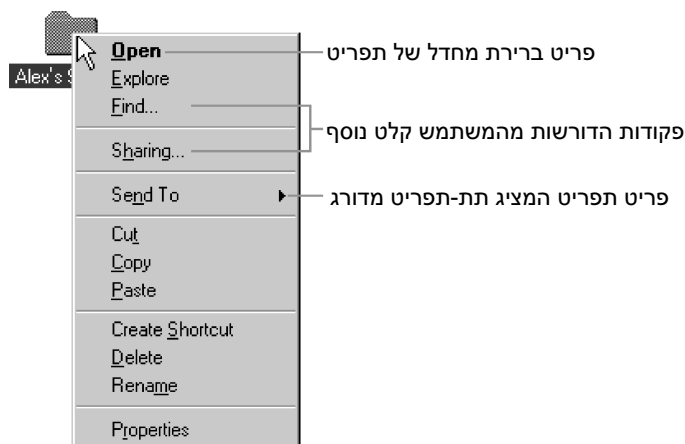 Open
פריט ברירת מחדל של תפריט
Alex's
Explore
Find...
פקודות הדורשות מהמשתמש קלט נוסף
Sharing...
Send To
פריט תפריט המציג תת-תפריט מדורג
Cut
Copy
Paste
Create Shortcut
Delete
Rename
Properties